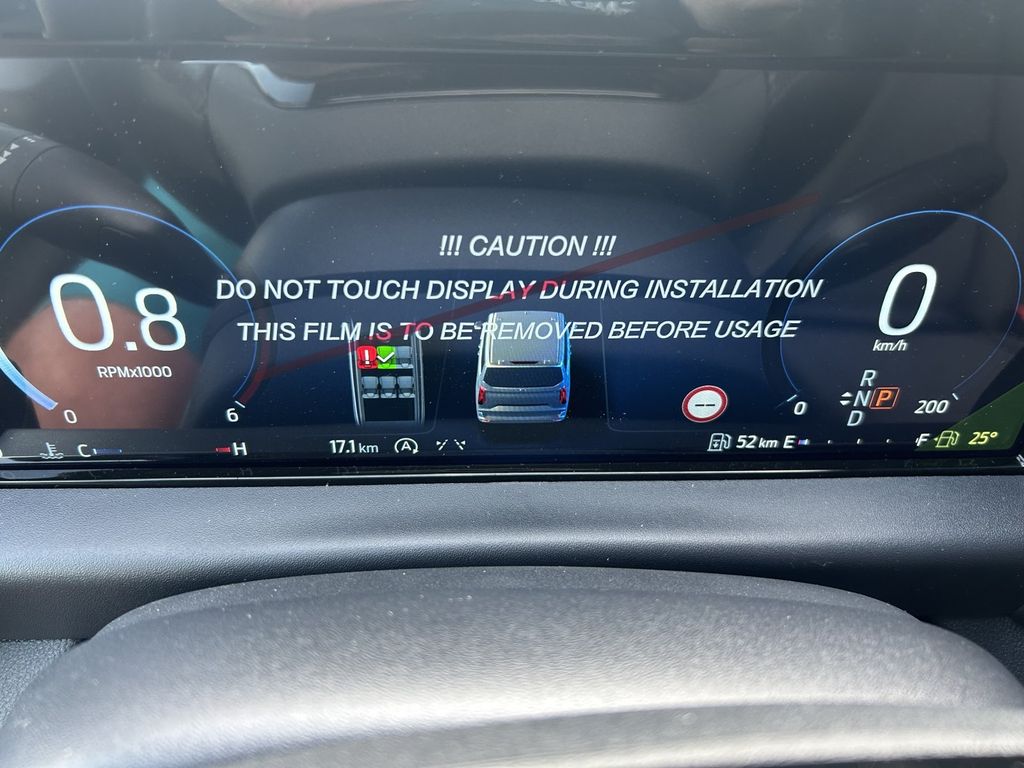 !!! CAUTION !!!
DO NOT TOUCH DISPLAY DURING INSTALLATION
THIS FILM IS TO BE REMOVED BEFORE USAGE
0.8
RPMx1000
0
6
C
H
17.1 km
A
0
km/h
R
N P
D
0
200
52 km E
F
25°